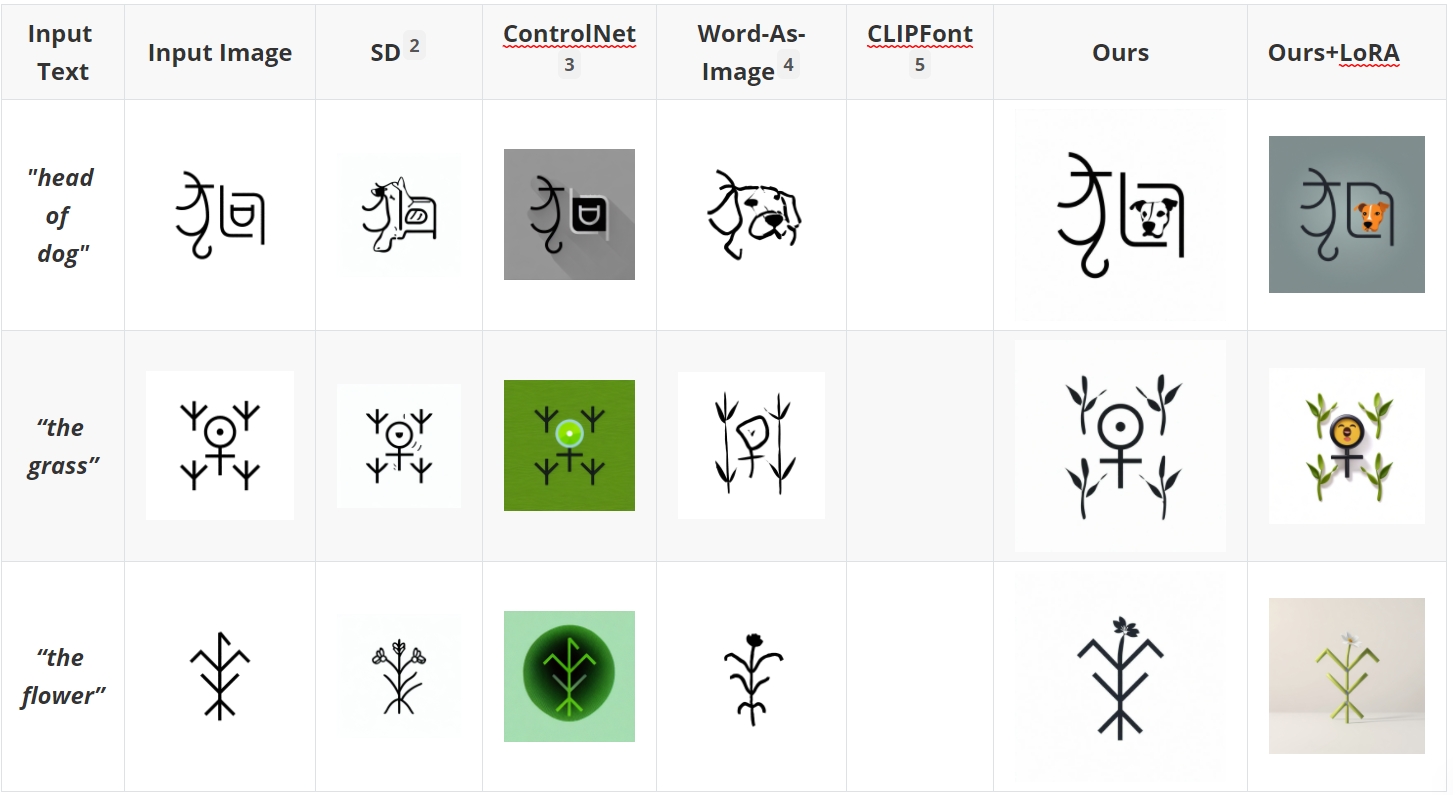 Input
Text
Input Image
SD 2
ControlNet
3
Word-As-
Image 4
CLIPFont
5
Ours
Ours+LoRA
"head
of
dog"
“the
grass”
“the
flower”